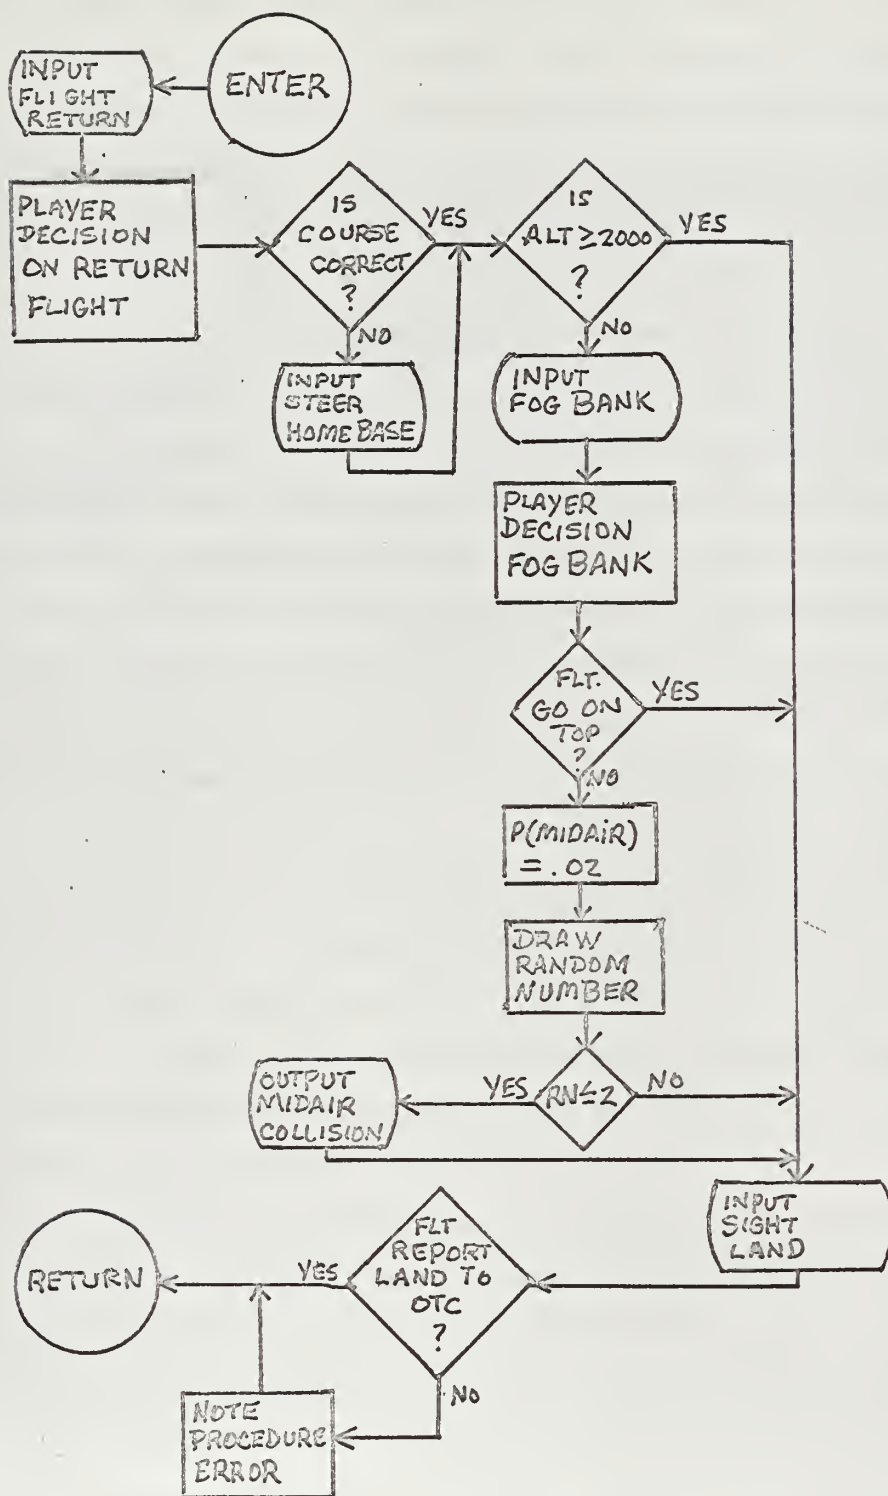 ENTER
INPUT
FLIGHT
RETURN
PLAYER
DECISION
ON RETURN
FLIGHT
IS
COURSE
CORRECT
?
YES
NO
INPUT
STEER
HOMEBASE
IS
ALT ≥ 2000
?
YES
NO
INPUT
FOG BANK
PLAYER
DECISION
FOG BANK
FLT.
GO ON
TOP
?
YES
NO
P(MIDAIR)
= .02
DRAW
RANDOM
NUMBER
RN ≤ 2
YES
NO
OUTPUT
MIDAIR
COLLISION
INPUT
SIGHT
LAND
FLT
REPORT
LAND TO
OTC
?
YES
NO
NOTE
PROCEDURE
ERROR
RETURN